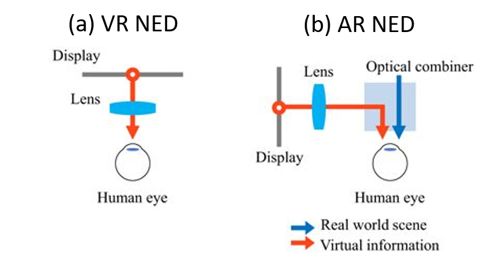 (a) VR NED
Display
Lens
Human eye
(b) AR NED
Lens
Optical combiner
Display
Human eye
Real world scene
Virtual information